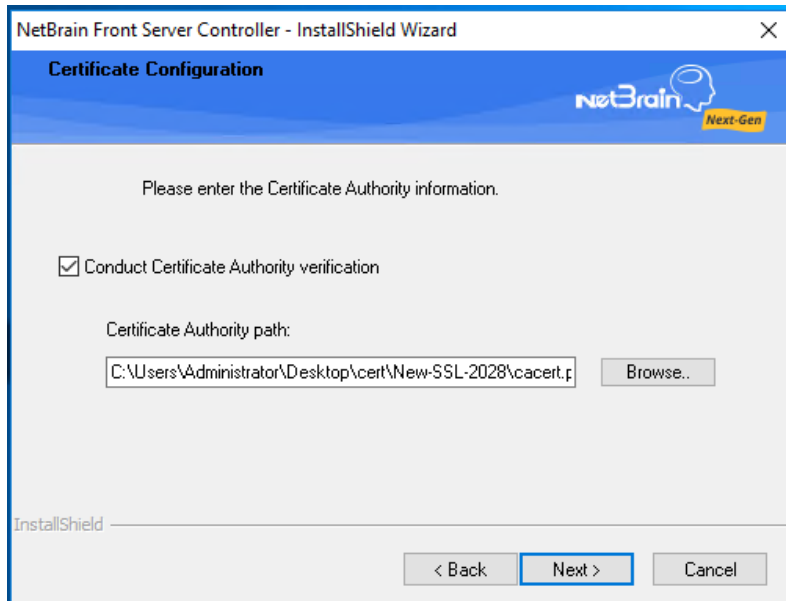 NetBrain Front Server Controller - InstallShield Wizard
Certificate Configuration
NetBrain
Next-Gen
Please enter the Certificate Authority information.
Conduct Certificate Authority verification
Certificate Authority path:
C:\Users\Administrator\Desktop\cert\New-SSL-2028\cacert.p
Browse..
InstallShield
< Back
Next >
Cancel